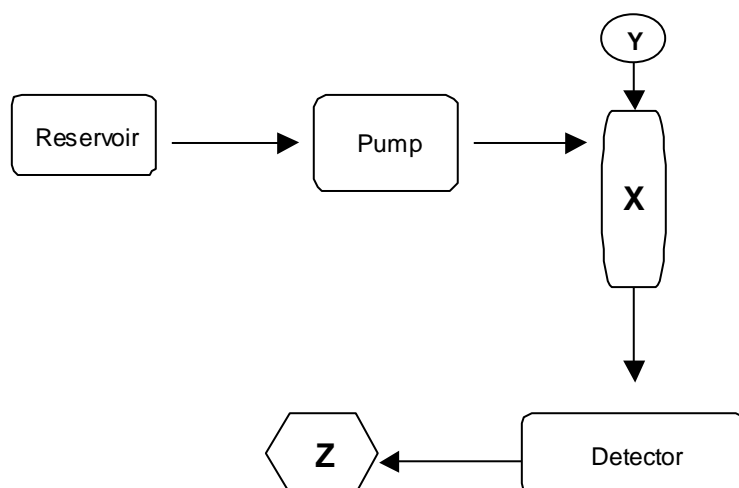 Y
Reservoir
Pump
X
Z
Detector